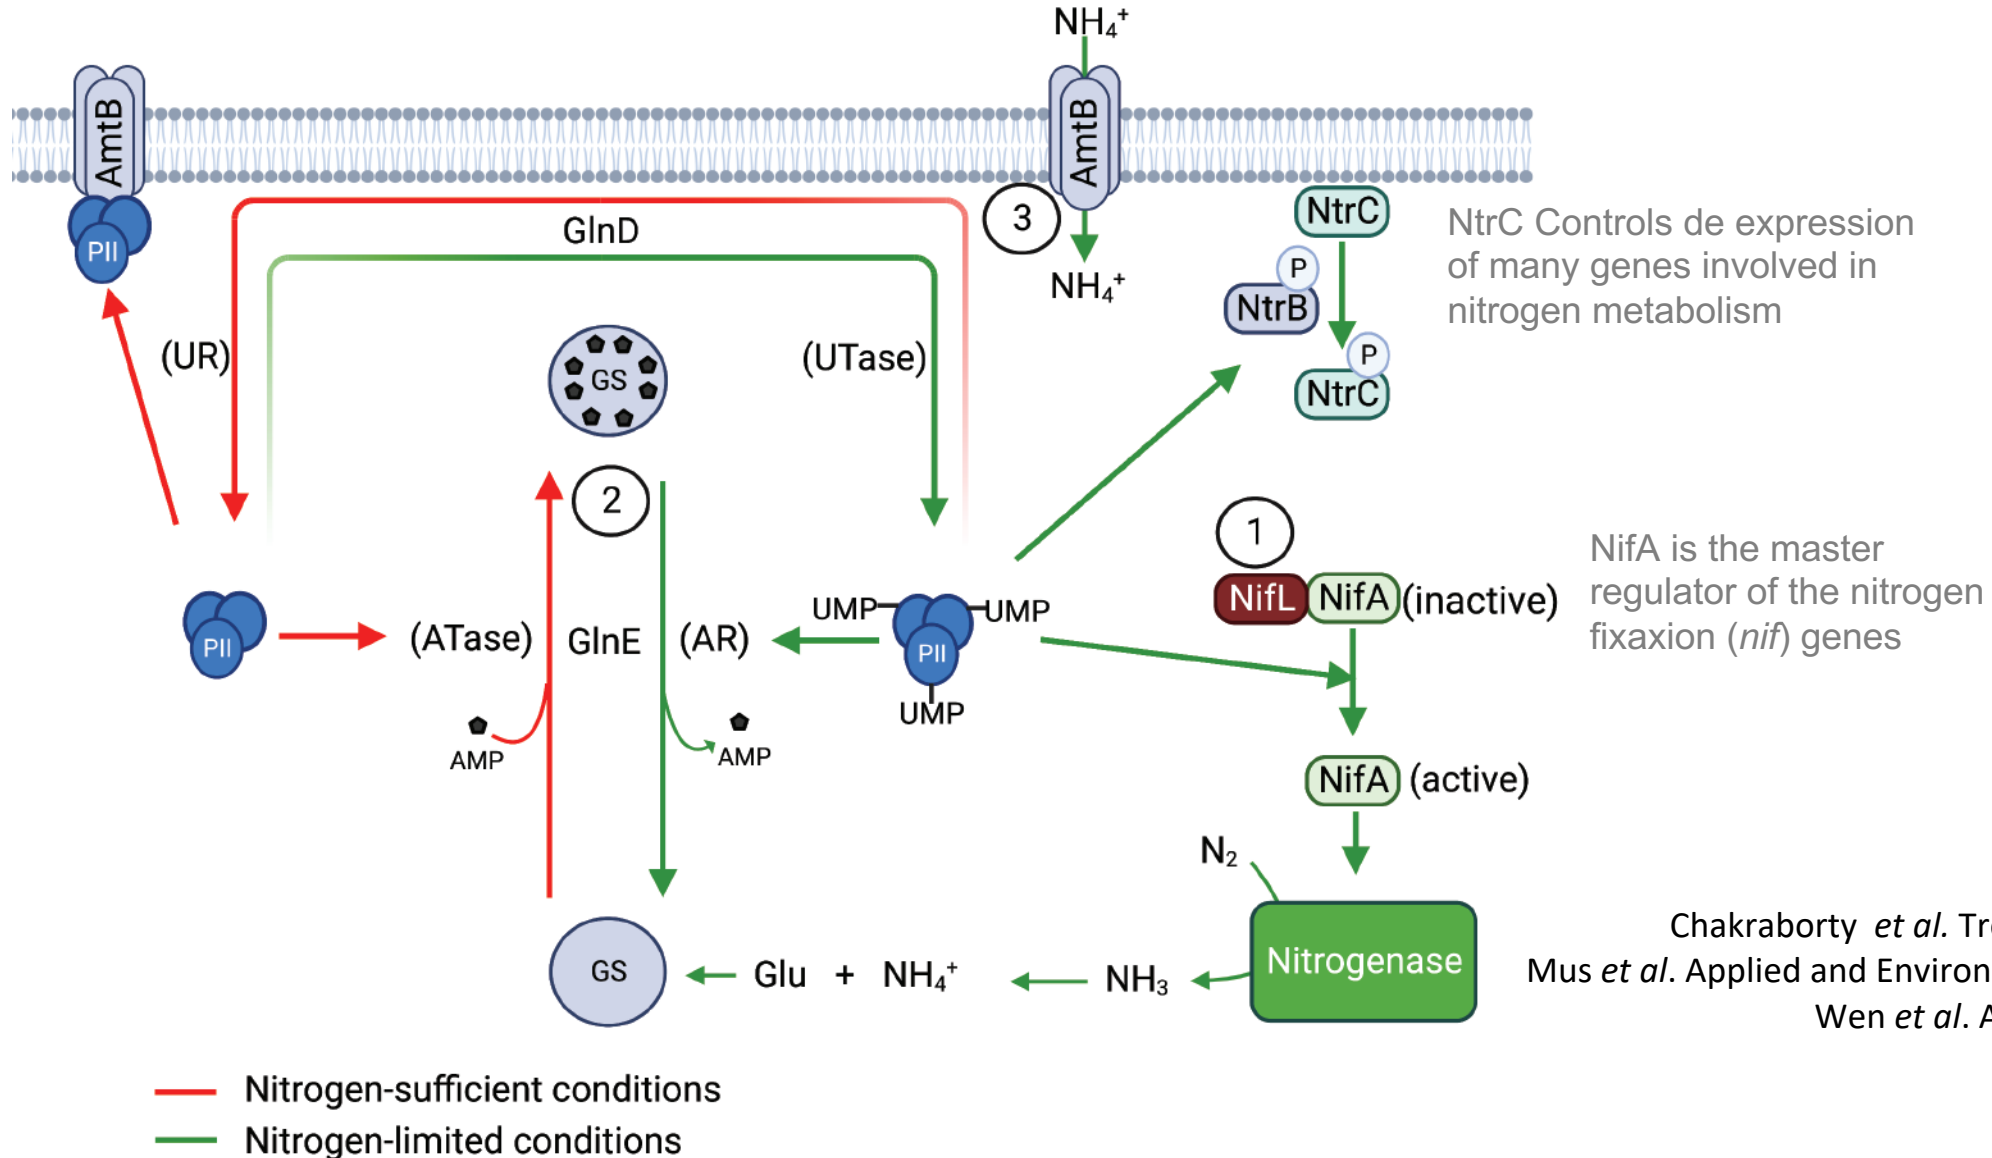 NH₄⁺
AmtB
AmtB
PII
GlnD
3
NH₄⁺
NtrC
P
NtrB
P
NtrC
NtrC Controls de expression
of many genes involved in
nitrogen metabolism
(UR)
GS
(UTase)
2
1
NifL
NifA
(inactive)
NifA is the master
regulator of the nitrogen
fixaxion (nif) genes
PII
(ATase)
GlnE
(AR)
UMP
UMP
PII
UMP
AMP
AMP
NifA
(active)
N₂
Nitrogenase
GS
Glu + NH₄⁺
NH₃
Chakraborty et al. Tr
Mus et al. Applied and Environ
Wen et al. A
Nitrogen-sufficient conditions
Nitrogen-limited conditions